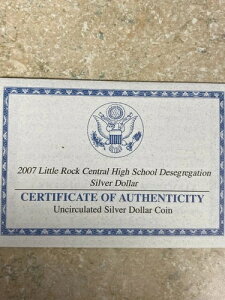 2007 Little Rock Central High School Desegregation
Silver Dollar
CERTIFICATE OF AUTHENTICITY
Uncirculated Silver Dollar Coin